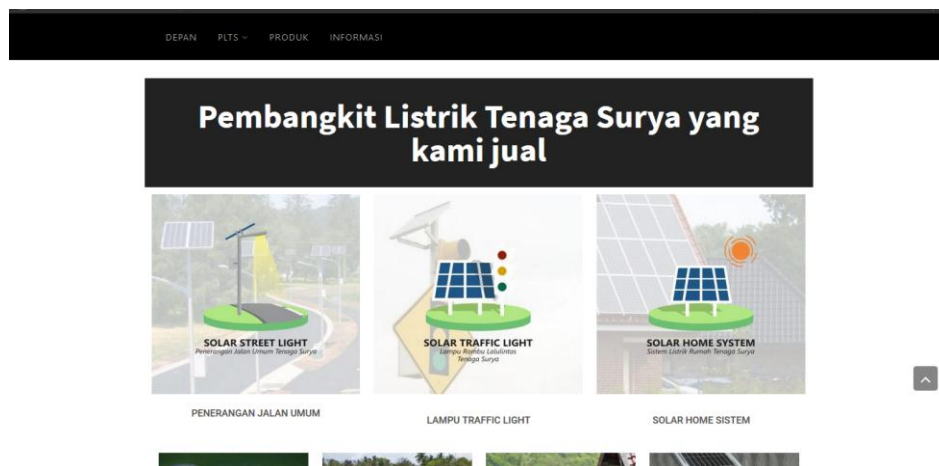 DEPAN PLTS PRODUK INFORMASI
Pembangkit Listrik Tenaga Surya yang
kami jual
SOLAR STREET LIGHT
Penerangan Jalan Umum Tenaga Surya
SOLAR TRAFFIC LIGHT
Lampu Rambu Lalulintas
Tenaga Surya
SOLAR HOME SYSTEM
Sistem Listrik Rumah Tenaga Surya
PENERANGAN JALAN UMUM
LAMPU TRAFFIC LIGHT
SOLAR HOME SISTEM